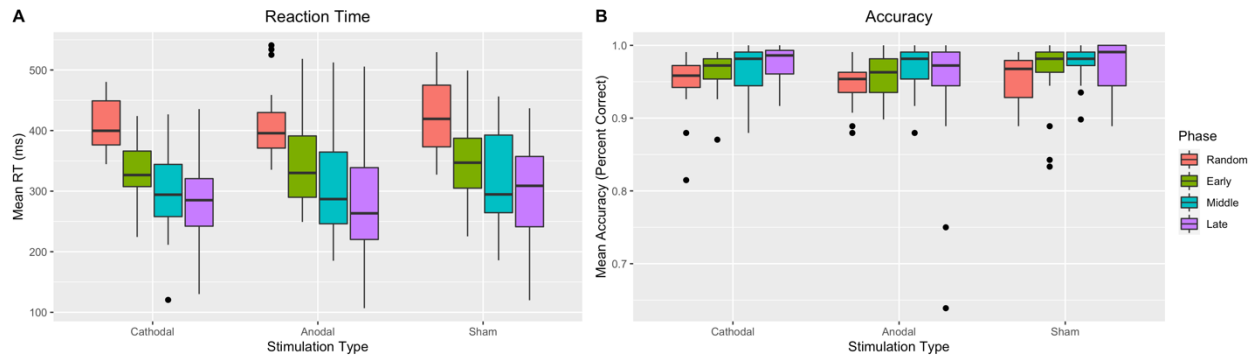 A
Reaction Time
Mean RT (ms)
500
400
300
200
100
Cathodal
Anodal
Sham
Stimulation Type
B
Accuracy
Mean Accuracy (Percent Correct)
1.0
0.9
0.8
0.7
Cathodal
Anodal
Sham
Stimulation Type
Phase
Random
Early
Middle
Late